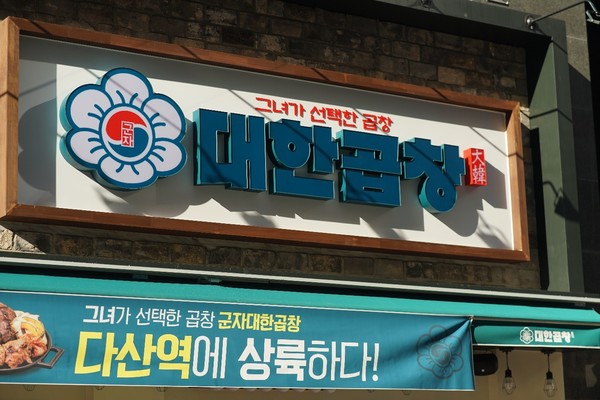 그녀가 선택한 곱창
군자
대한곱창
大韓
그녀가 선택한 곱창 군자대한곱창
다산역에 상륙하다!
대한곱창